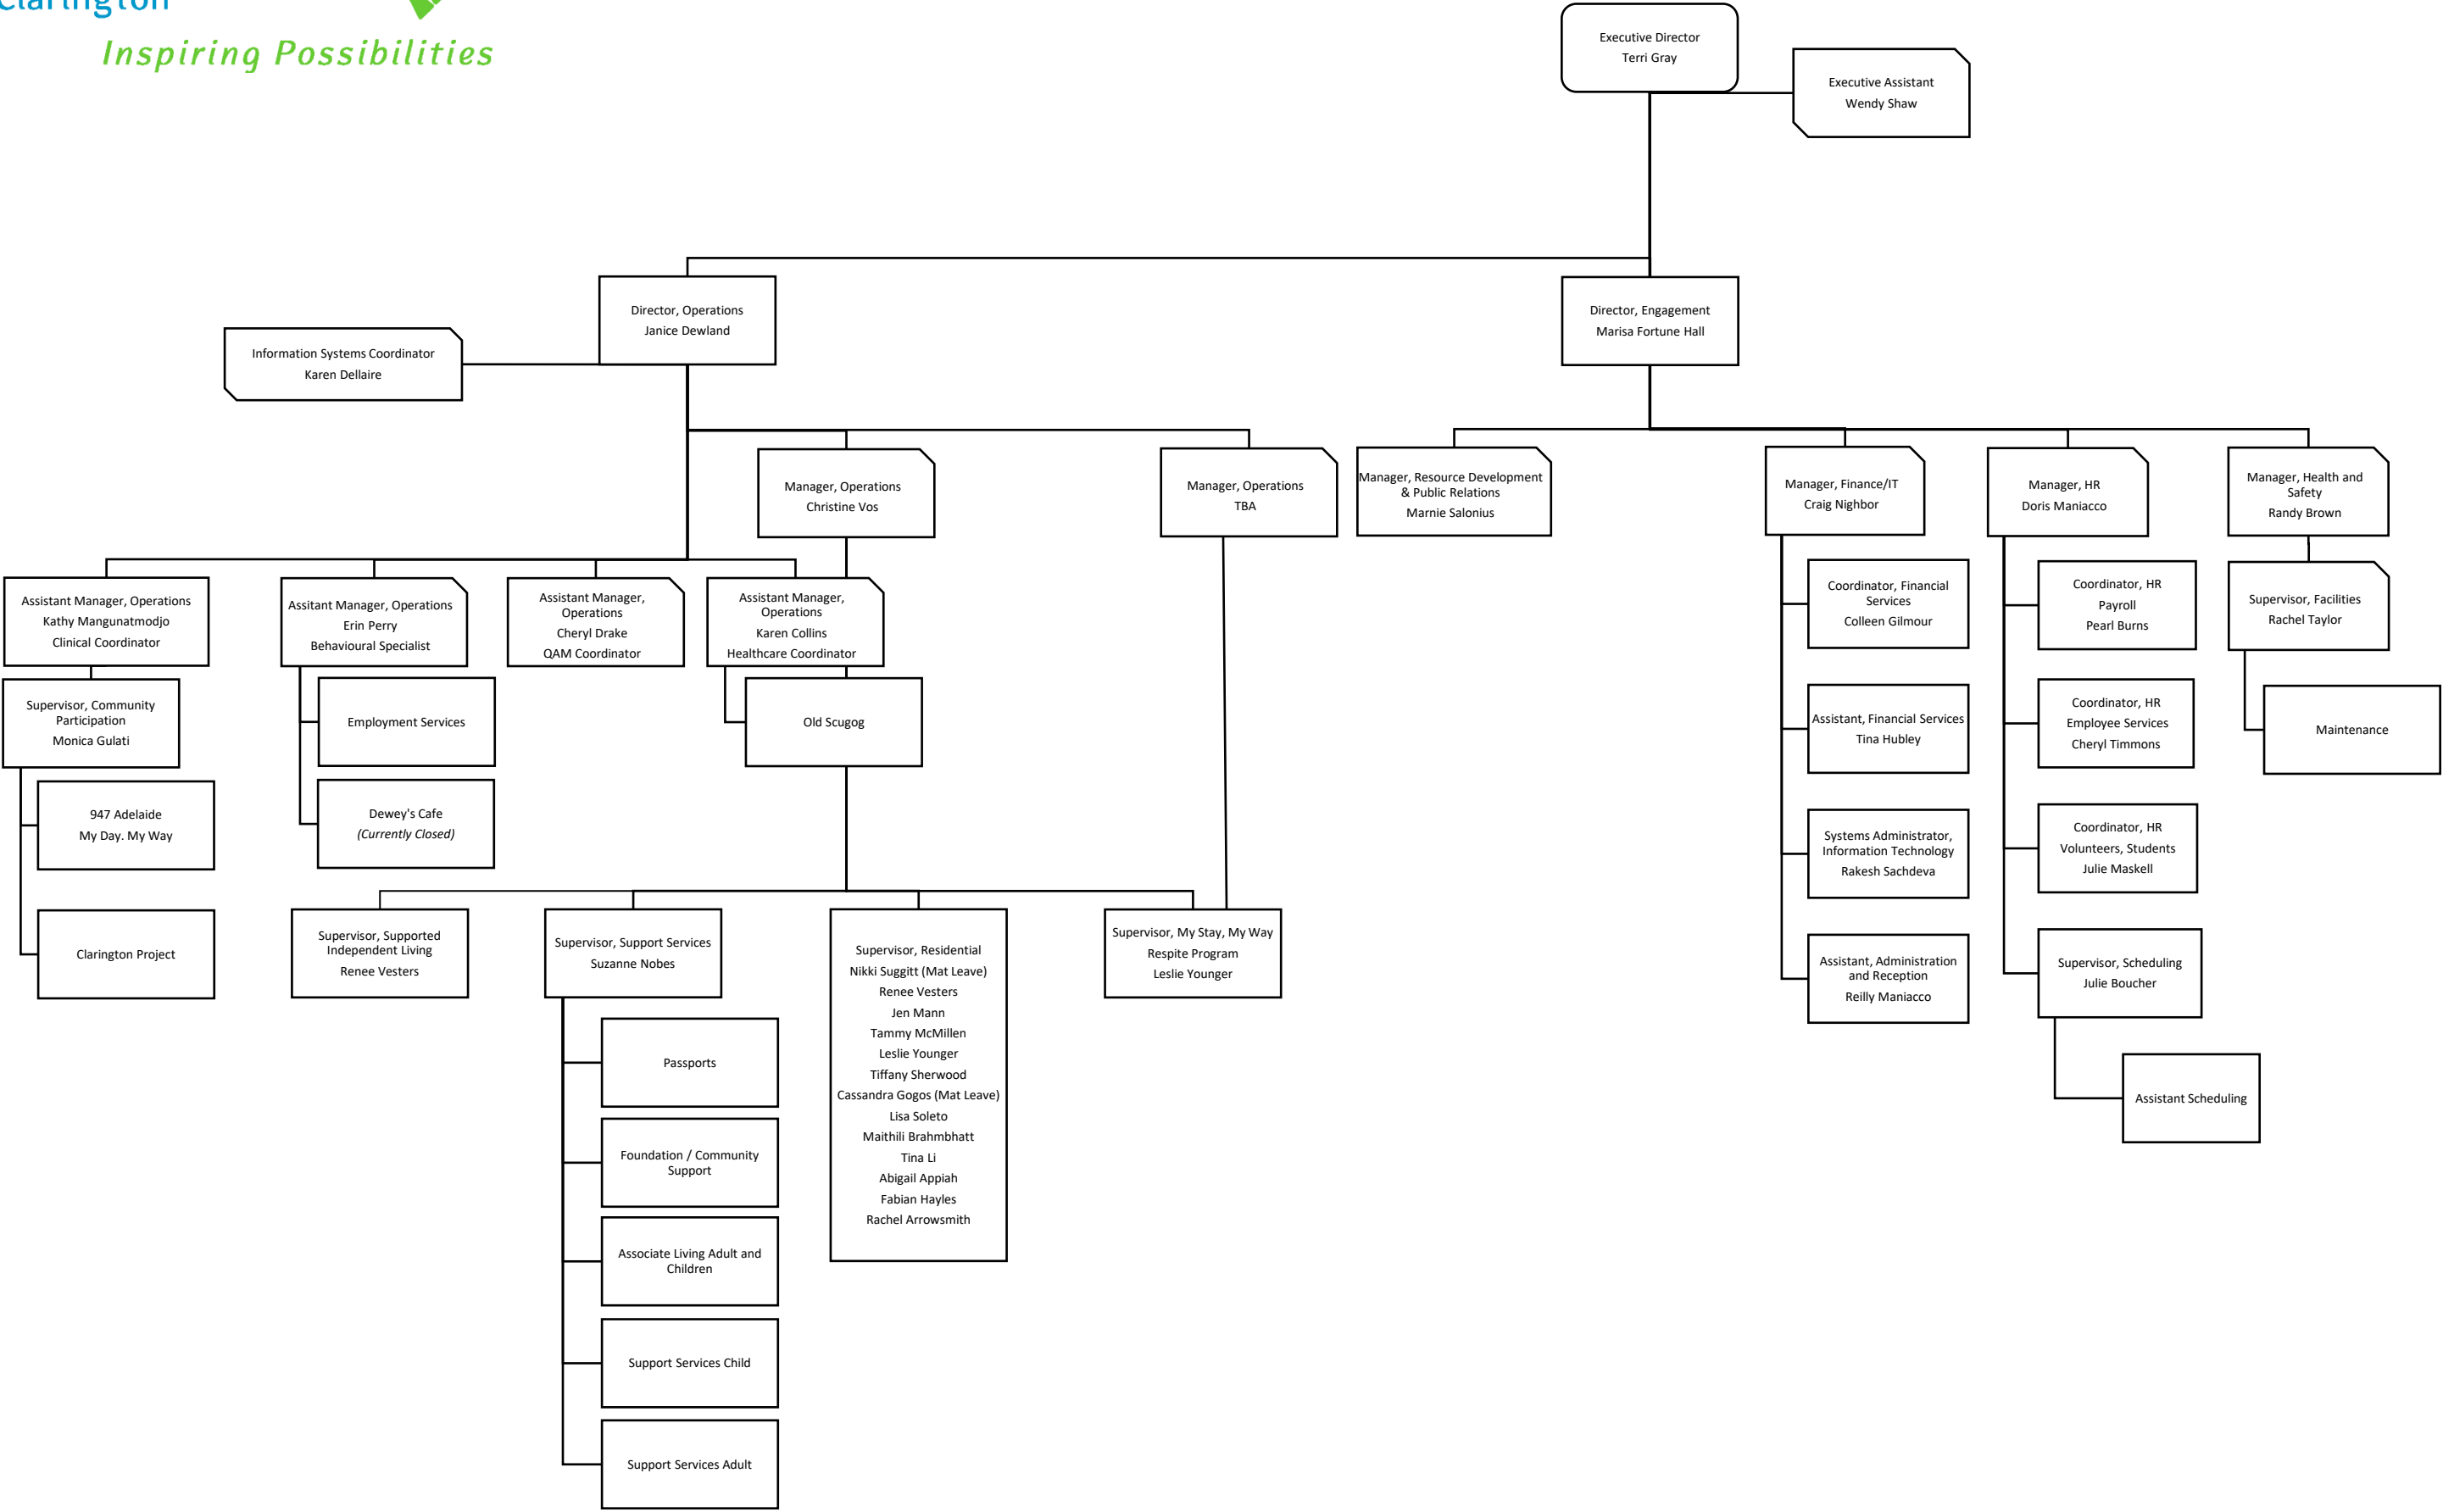 Clarington
Inspiring Possibilities
Executive Director
Terri Gray
Executive Assistant
Wendy Shaw
Director, Operations
Janice Dewland
Director, Engagement
Marisa Fortune Hall
Information Systems Coordinator
Karen Dellaire
Manager, Operations
Christine Vos
Manager, Operations
TBA
Manager, Resource Development
& Public Relations
Marnie Salonius
Manager, Finance/IT
Craig Nighbor
Manager, HR
Doris Maniacco
Manager, Health and
Safety
Randy Brown
Assistant Manager, Operations
Kathy Mangunatmodjo
Clinical Coordinator
Assitant Manager, Operations
Erin Perry
Behavioural Specialist
Assistant Manager,
Operations
Cheryl Drake
QAM Coordinator
Assistant Manager,
Operations
Karen Collins
Healthcare Coordinator
Coordinator, Financial
Services
Colleen Gilmour
Coordinator, HR
Payroll
Pearl Burns
Supervisor, Facilities
Rachel Taylor
Supervisor, Community
Participation
Monica Gulati
Employment Services
Old Scugog
Assistant, Financial Services
Tina Hubley
Coordinator, HR
Employee Services
Cheryl Timmons
Maintenance
947 Adelaide
My Day. My Way
Dewey's Cafe
(Currently Closed)
Systems Administrator,
Information Technology
Rakesh Sachdeva
Coordinator, HR
Volunteers, Students
Julie Maskell
Clarington Project
Supervisor, Supported
Independent Living
Renee Vesters
Supervisor, Support Services
Suzanne Nobes
Supervisor, Residential
Nikki Suggitt (Mat Leave)
Renee Vesters
Jen Mann
Tammy McMillen
Leslie Younger
Tiffany Sherwood
Cassandra Gogos (Mat Leave)
Lisa Soleto
Maithili Brahmbhatt
Tina Li
Abigail Appiah
Fabian Hayles
Rachel Arrowsmith
Supervisor, My Stay, My Way
Respite Program
Leslie Younger
Assistant, Administration
and Reception
Reilly Maniacco
Supervisor, Scheduling
Julie Boucher
Assistant Scheduling
Passports
Foundation / Community
Support
Associate Living Adult and
Children
Support Services Child
Support Services Adult